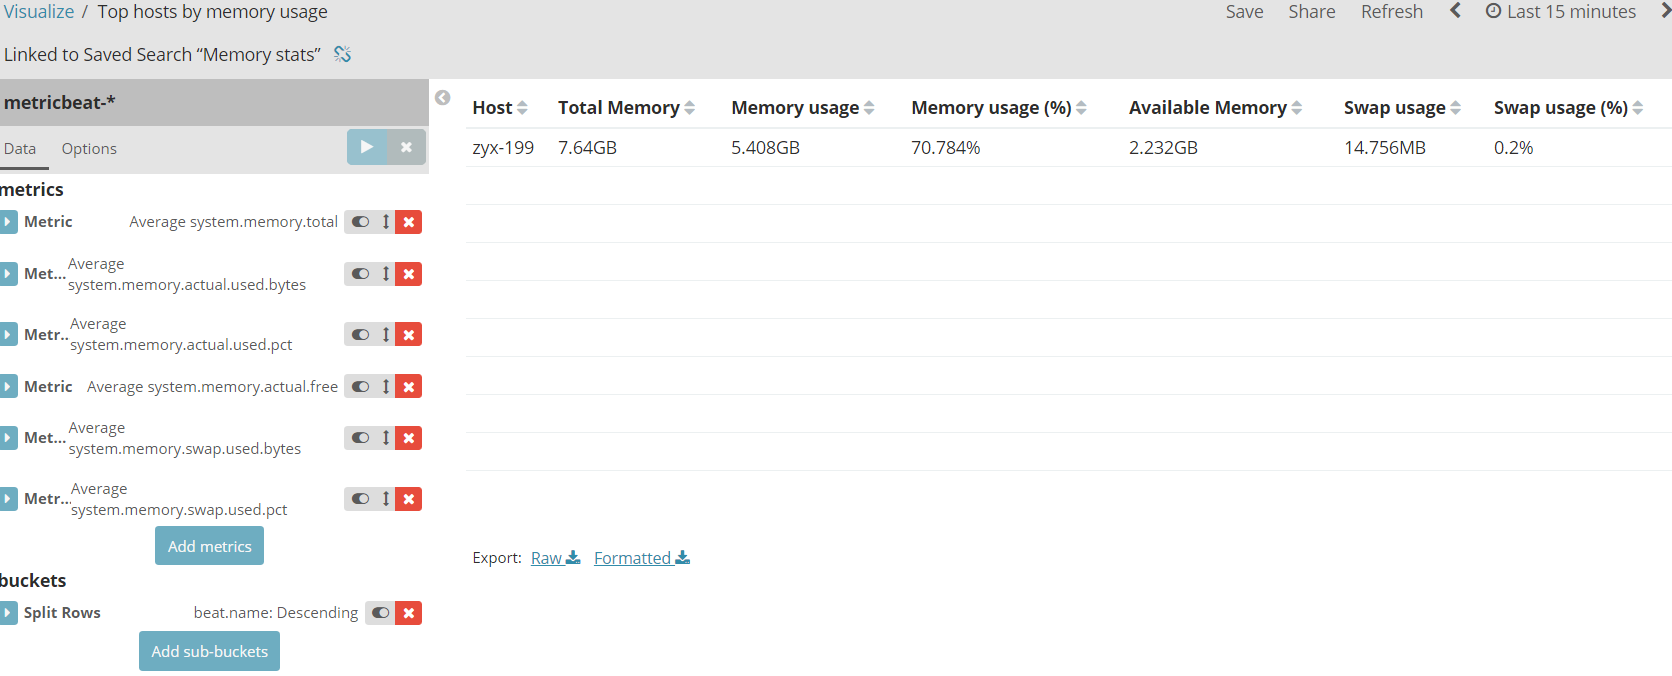 Visualize / Top hosts by memory usage
Save Share Refresh Last 15 minutes
Linked to Saved Search “Memory stats”
metricbeat-*
Data Options
metrics
Metric Average system.memory.total
Met... Average
system.memory.actual.used.bytes
Metr... Average
system.memory.actual.used.pct
Metric Average system.memory.actual.free
Met... Average
system.memory.swap.used.bytes
Metr... Average
system.memory.swap.used.pct
Add metrics
buckets
Split Rows beat.name: Descending
Add sub-buckets
Host Total Memory Memory usage Memory usage (%) Available Memory Swap usage Swap usage (%)
zyx-199 7.64GB 5.408GB 70.784% 2.232GB 14.756MB 0.2%
Export: Raw Formatted